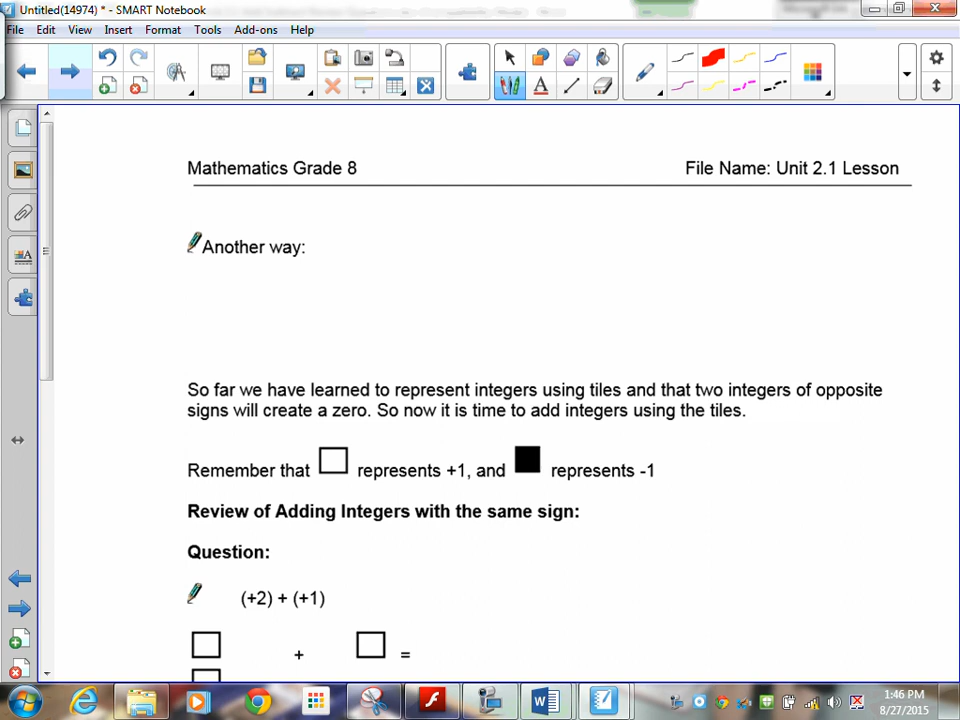 Untitled(14974) * - SMART Notebook
File Edit View Insert Format Tools Add-ons Help
Mathematics Grade 8 File Name: Unit 2.1 Lesson
Another way:
So far we have learned to represent integers using tiles and that two integers of opposite
signs will create a zero. So now it is time to add integers using the tiles.
Remember that represents +1, and represents -1
Review of Adding Integers with the same sign:
Question:
(+2) + (+1)
+ =
1:46 PM
8/27/2015